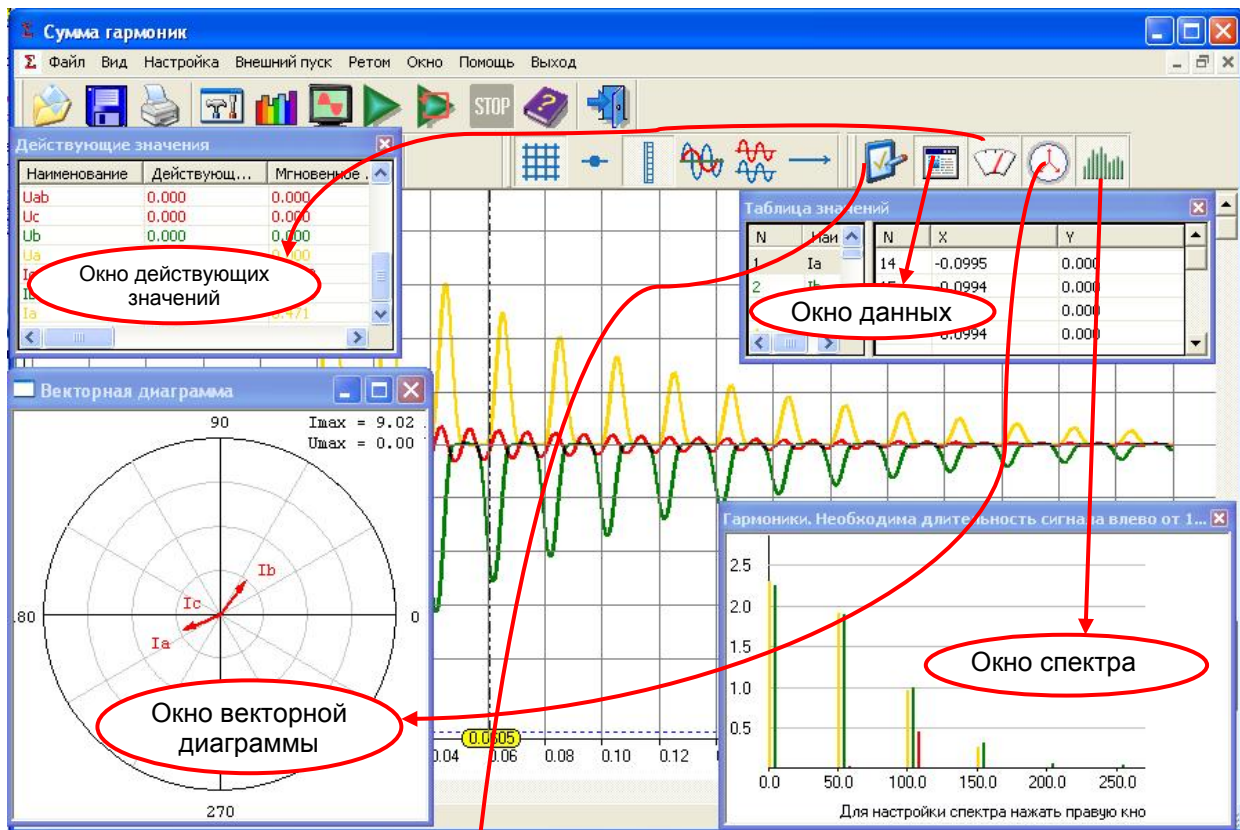 Сумма гармоник
Файл Вид Настройка Внешний пуск Ретом Окно Помощь Выход
STOP
Действующие значения
Наименование Действующ... Мгновенное
Uab 0.000 0.000
Uc 0.000 0.000
Ub 0.000 0.000
Ua
Ia
Окно действующих
значений
Таблица значений
N Наи N X Y
1 Ia 14 -0.0995 0.000
2 Ib -0.0994 0.000
0.000
-0.0994 0.000
Окно данных
Векторная диаграмма
90 Imax = 9.02
Umax = 0.00
Ib
Ic
0
Ia
270
Окно векторной
диаграммы
0.0605
0.04 0.06 0.08 0.10 0.12
Гармоники. Необходима длительность сигнала влево от 1...
2.5
2.0
1.5
1.0
0.5
0.0 50.0 100.0 150.0 200.0 250.0
Для настройки спектра нажать правую кно
Окно спектра